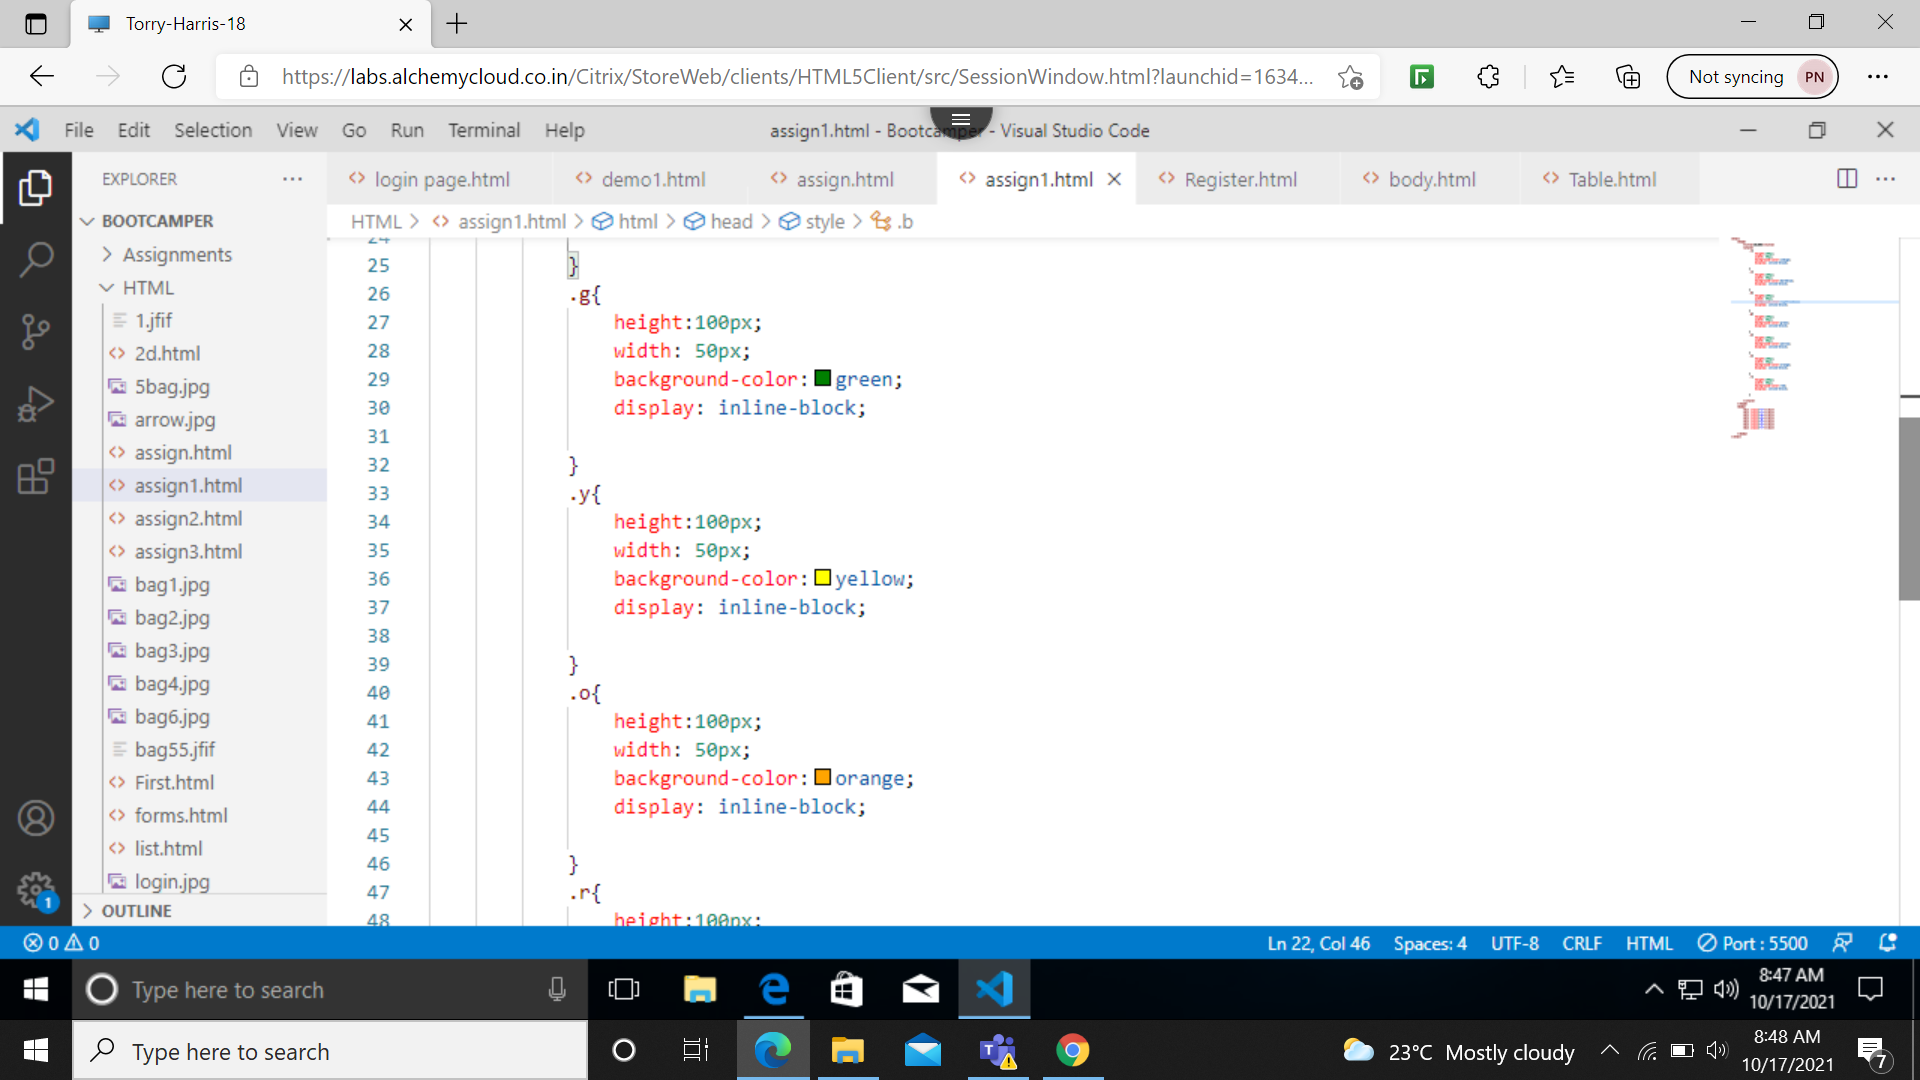 Torry-Harris-18
https://labs.alchemycloud.co.in/Citrix/StoreWeb/clients/HTML5Client/src/SessionWindow.html?launchid=1634...
Not syncing PN
File Edit Selection View Go Run Terminal Help
assign1.html - Bootcamper - Visual Studio Code
EXPLORER
login page.html demo1.html assign.html assign1.html Register.html body.html Table.html
HTML > assign1.html > html > head > style > .b
BOOTCAMPER
Assignments
HTML
1.jfif
2d.html
5bag.jpg
arrow.jpg
assign.html
assign1.html
assign2.html
assign3.html
bag1.jpg
bag2.jpg
bag3.jpg
bag4.jpg
bag6.jpg
bag55.jfif
First.html
forms.html
list.html
login.jpg
OUTLINE
24
25 }
26 .g{
27 height:100px;
28 width: 50px;
29 background-color: green;
30 display: inline-block;
31
32 }
33 .y{
34 height:100px;
35 width: 50px;
36 background-color: yellow;
37 display: inline-block;
38
39 }
40 .o{
41 height:100px;
42 width: 50px;
43 background-color: orange;
44 display: inline-block;
45
46 }
47 .r{
48 height:100px;
1
0 0
Ln 22, Col 46 Spaces: 4 UTF-8 CRLF HTML Port : 5500
Type here to search
8:47 AM
10/17/2021
Type here to search
23°C Mostly cloudy
8:48 AM
10/17/2021
7